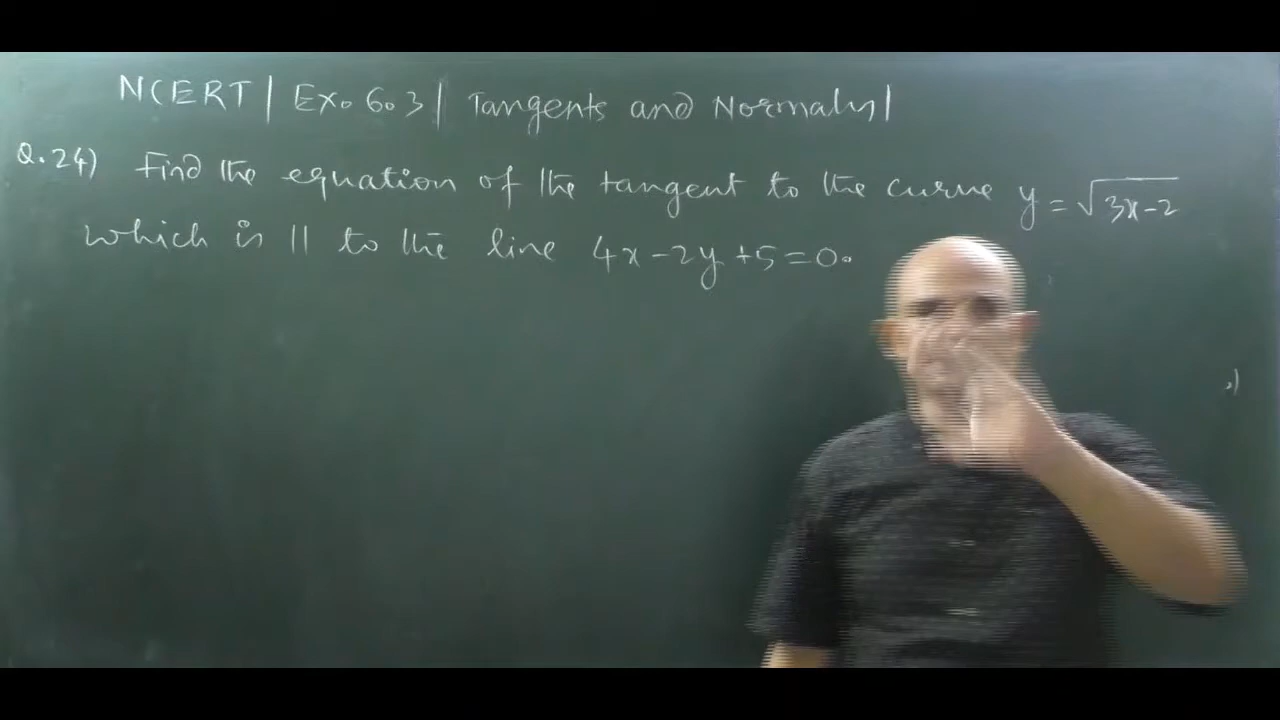 NCERT | Ex. 6.3 | Tangents and Normals |
Q.24) Find the equation of the tangent to the curve y = √3x-2
which is || to the line 4x-2y+5=0.